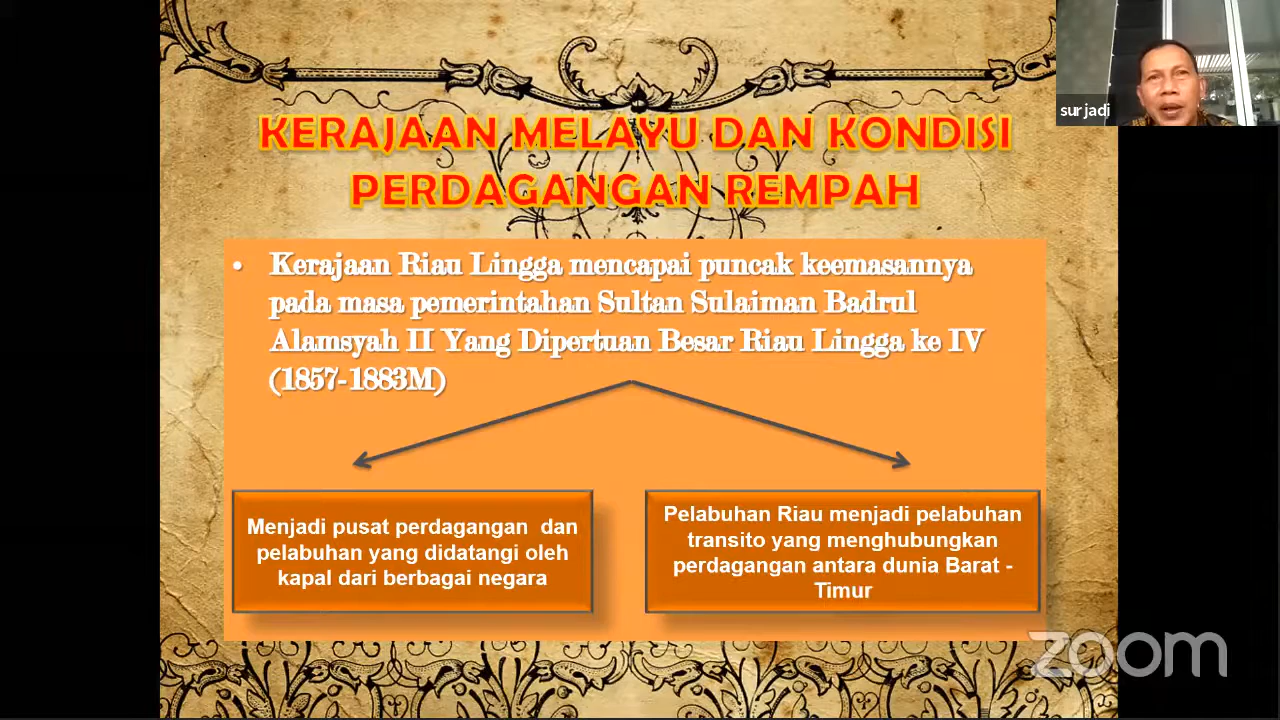 surjadi
KERAJAAN MELAYU DAN KONDISI
PERDAGANGAN REMPAH
• Kerajaan Riau Lingga mencapai puncak keemasannya
pada masa pemerintahan Sultan Sulaiman Badrul
Alamsyah II Yang Dipertuan Besar Riau Lingga ke IV
(1857-1883M)
Menjadi pusat perdagangan dan
pelabuhan yang didatangi oleh
kapal dari berbagai negara
Pelabuhan Riau menjadi pelabuhan
transito yang menghubungkan
perdagangan antara dunia Barat -
Timur
zoom